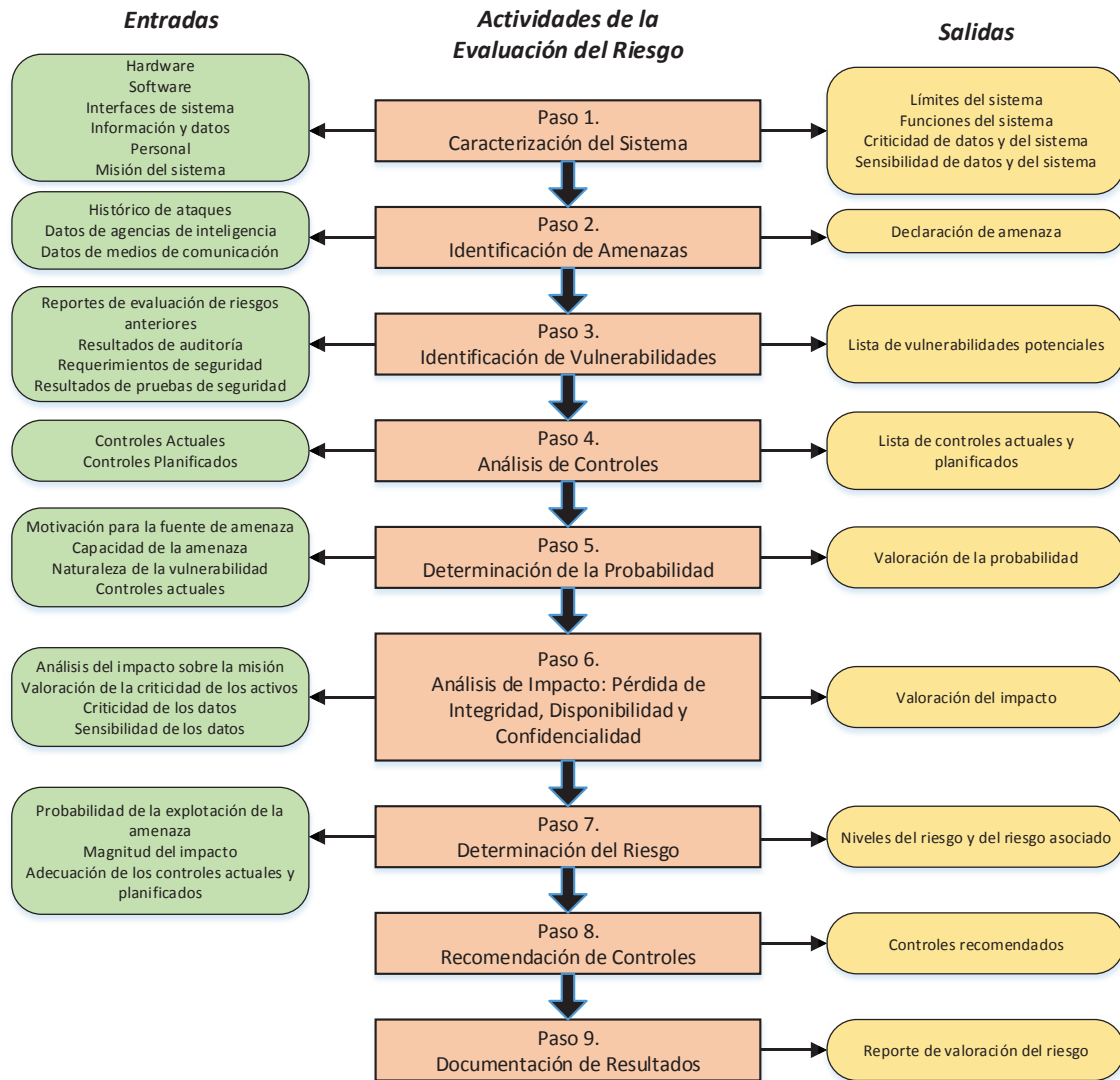 Entradas
Actividades de la
Evaluación del Riesgo
Salidas
Hardware
Software
Interfaces de sistema
Información y datos
Personal
Misión del sistema
Paso 1.
Caracterización del Sistema
Límites del sistema
Funciones del sistema
Criticidad de datos y del sistema
Sensibilidad de datos y del sistema
Histórico de ataques
Datos de agencias de inteligencia
Datos de medios de comunicación
Paso 2.
Identificación de Amenazas
Declaración de amenaza
Reportes de evaluación de riesgos
anteriores
Resultados de auditoría
Requerimientos de seguridad
Resultados de pruebas de seguridad
Paso 3.
Identificación de Vulnerabilidades
Lista de vulnerabilidades potenciales
Controles Actuales
Controles Planificados
Paso 4.
Análisis de Controles
Lista de controles actuales y
planificados
Motivación para la fuente de amenaza
Capacidad de la amenaza
Naturaleza de la vulnerabilidad
Controles actuales
Paso 5.
Determinación de la Probabilidad
Valoración de la probabilidad
Análisis del impacto sobre la misión
Valoración de la criticidad de los activos
Criticidad de los datos
Sensibilidad de los datos
Paso 6.
Análisis de Impacto: Pérdida de
Integridad, Disponibilidad y
Confidencialidad
Valoración del impacto
Probabilidad de la explotación de la
amenaza
Magnitud del impacto
Adecuación de los controles actuales y
planificados
Paso 7.
Determinación del Riesgo
Niveles del riesgo y del riesgo asociado
Paso 8.
Recomendación de Controles
Controles recomendados
Paso 9.
Documentación de Resultados
Reporte de valoración del riesgo